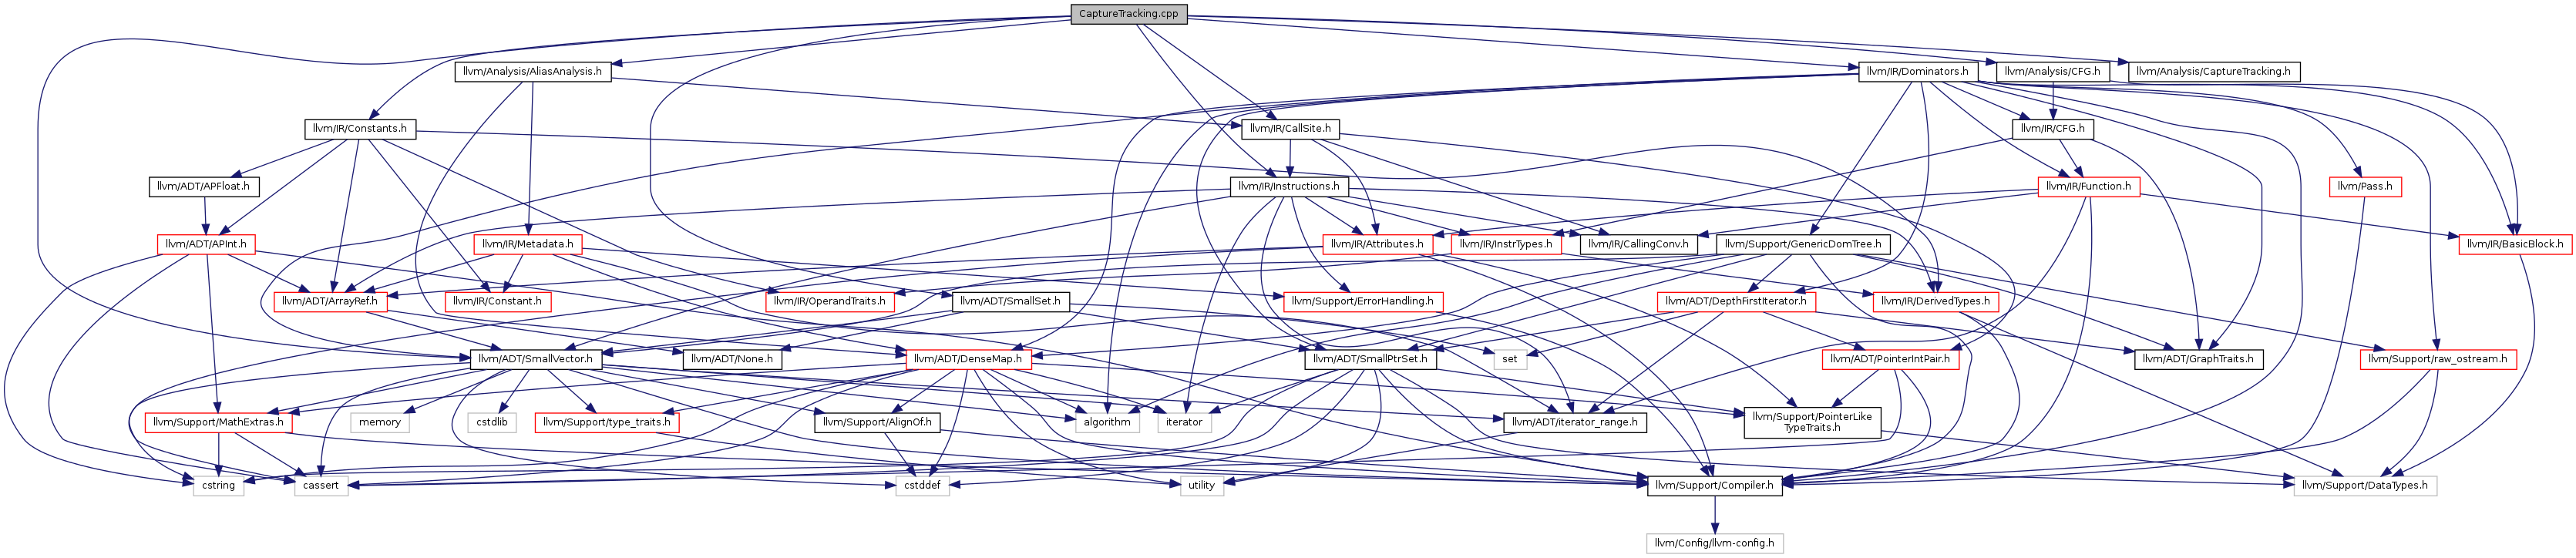 CaptureTracking.cpp
llvm/Analysis/AliasAnalysis.h
llvm/IR/Dominators.h
llvm/Analysis/CFG.h
llvm/Analysis/CaptureTracking.h
llvm/IR/Constants.h
llvm/IR/CallSite.h
llvm/IR/CFG.h
llvm/ADT/APFloat.h
llvm/IR/Instructions.h
llvm/IR/Function.h
llvm/Pass.h
llvm/ADT/APInt.h
llvm/IR/Metadata.h
llvm/IR/Attributes.h
llvm/IR/InstrTypes.h
llvm/IR/CallingConv.h
llvm/Support/GenericDomTree.h
llvm/IR/BasicBlock.h
llvm/ADT/ArrayRef.h
llvm/IR/Constant.h
llvm/IR/OperandTraits.h
llvm/ADT/SmallSet.h
llvm/Support/ErrorHandling.h
llvm/ADT/DepthFirstIterator.h
llvm/IR/DerivedTypes.h
llvm/ADT/SmallVector.h
llvm/ADT/None.h
set
llvm/ADT/DenseMap.h
llvm/ADT/SmallPtrSet.h
llvm/ADT/PointerIntPair.h
llvm/ADT/GraphTraits.h
llvm/Support/raw_ostream.h
llvm/Support/MathExtras.h
memory
cstdlib
llvm/Support/type_traits.h
llvm/Support/AlignOf.h
algorithm
iterator
llvm/ADT/iterator_range.h
llvm/Support/PointerLike
TypeTraits.h
cstring
cassert
cstddef
utility
llvm/Support/Compiler.h
llvm/Support/DataTypes.h
llvm/Config/llvm-config.h